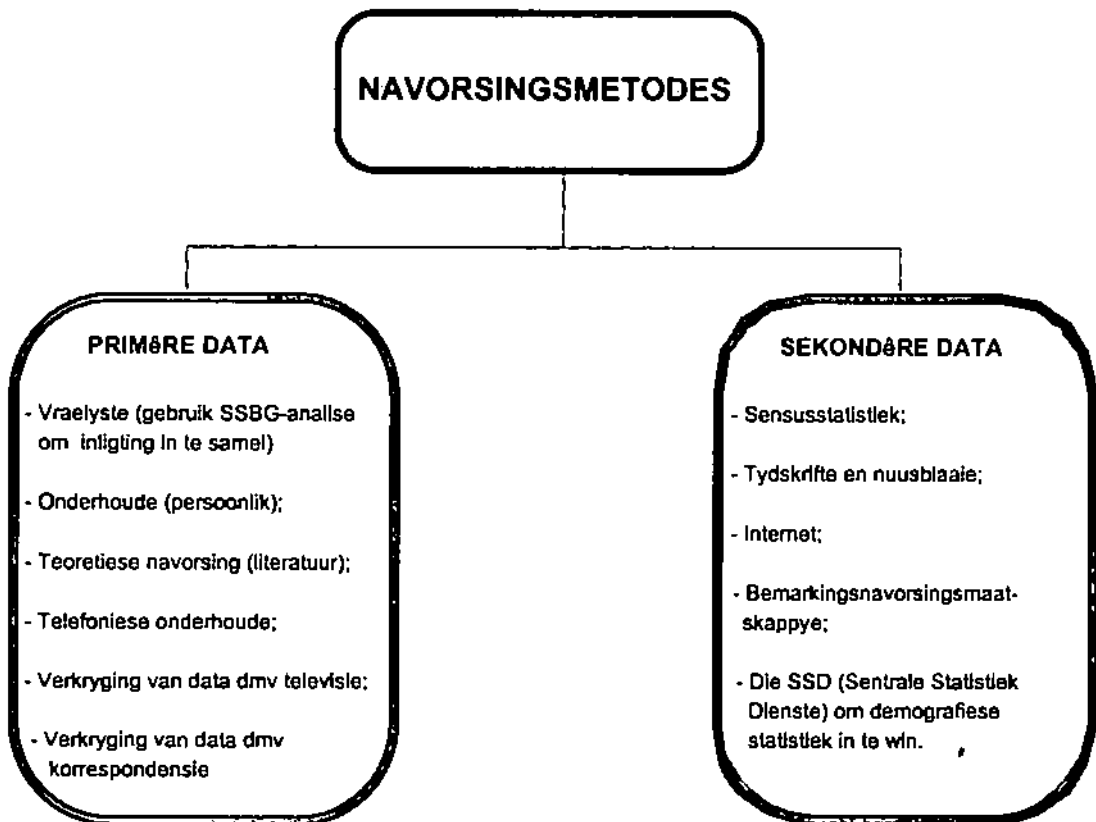 NAVORSINGSMETODES
PRIMêRE DATA
- Vraelyste (gebruik SSBG-analise
om inligting in te samel)
- Onderhoude (persoonlik);
- Teoretiese navorsing (literatuur);
- Telefoniese onderhoude;
- Verkryging van data dmv televisie;
- Verkryging van data dmv
korrespondensie
SEKONDêRE DATA
- Sensusstatistiek;
- Tydskrifte en nuusblaaie;
- Internet;
- Bemarkingsnavorsingsmaat-
skappye;
- Die SSD (Sentrale Statistiek
Dienste) om demografiese
statistiek in te win.